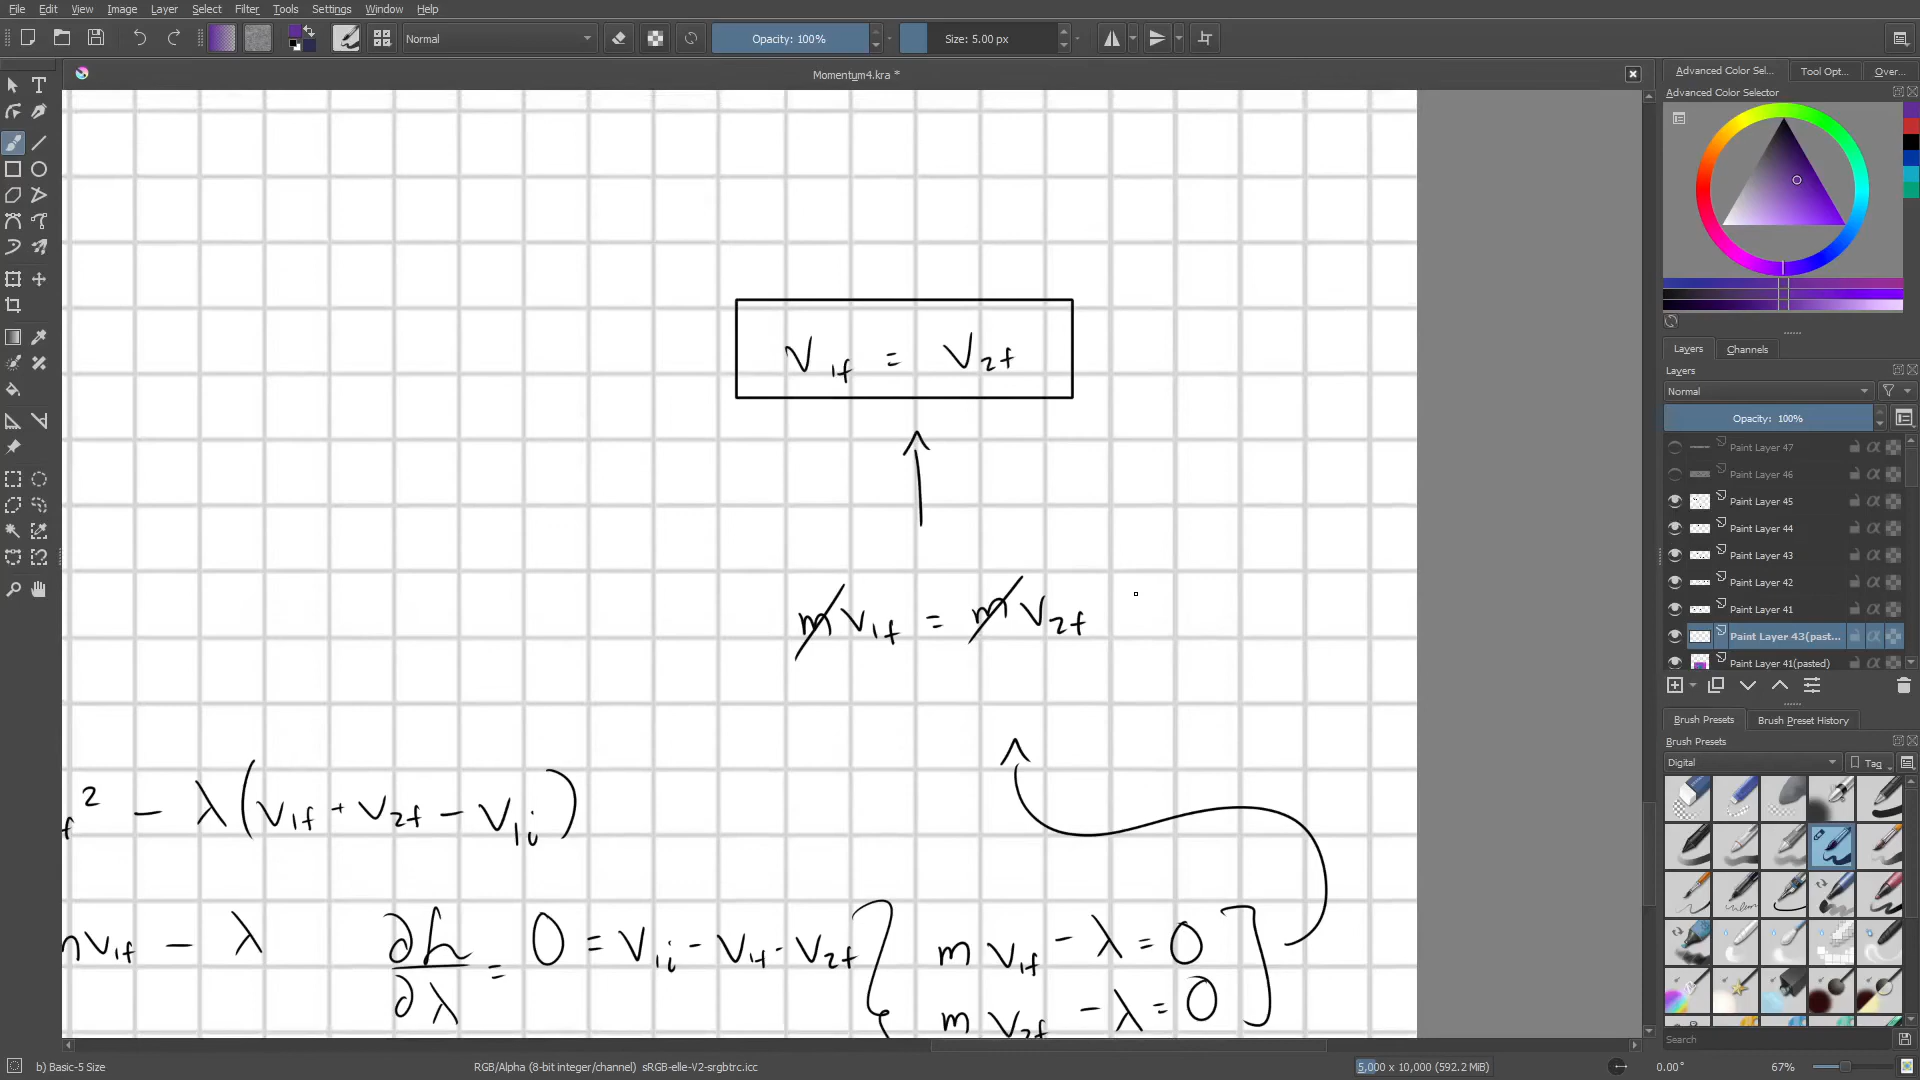 File Edit View Image Layer Select Filter Tools Settings Window Help
Normal
Opacity: 100%
Size: 5.00 px
Momentum4.kra *
Advanced Color Sel... Tool Opt... Over...
Advanced Color Selector
V1f = V2f
mV1f = mV2f
2 − λ(V1f + V2f − V1i)
mV1f − λ
∂L/∂λ = 0 = V1i − V1f − V2f
mV1f − λ = 0
mV2f − λ = 0
Layers Channels
Layers
Normal
Opacity: 100%
Paint Layer 47
Paint Layer 46
Paint Layer 45
Paint Layer 44
Paint Layer 43
Paint Layer 42
Paint Layer 41
Paint Layer 43(past...
Paint Layer 41(pasted)
Brush Presets Brush Preset History
Brush Presets
Digital
Tag
Search
b) Basic-5 Size
RGB/Alpha (8-bit integer/channel) sRGB-elle-V2-srgbtrc.icc
5,000 x 10,000 (592.2 MiB)
0.00°
67%